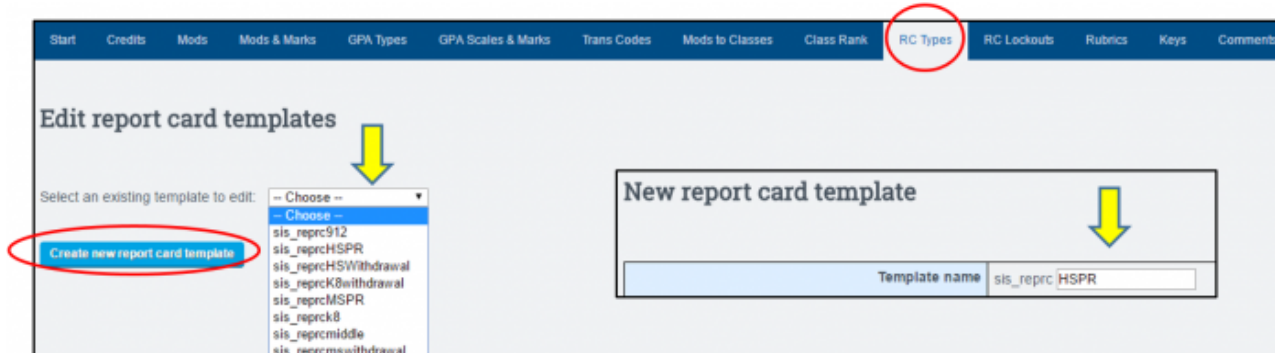 Start Credits Mods Mods & Marks GPA Types GPA Scales & Marks Trans Codes Mods to Classes Class Rank RC Types RC Lockouts Rubrics Keys Comments
Edit report card templates
Select an existing template to edit: -- Choose --
-- Choose --
sis_reprc912
sis_reprcHSPR
sis_reprcHSWithdrawal
sis_reprcK8withdrawal
sis_reprcMSPR
sis_reprck8
sis_reprcmiddle
sis_reprcmswithdrawal
Create new report card template
New report card template
Template name sis_reprc HSPR